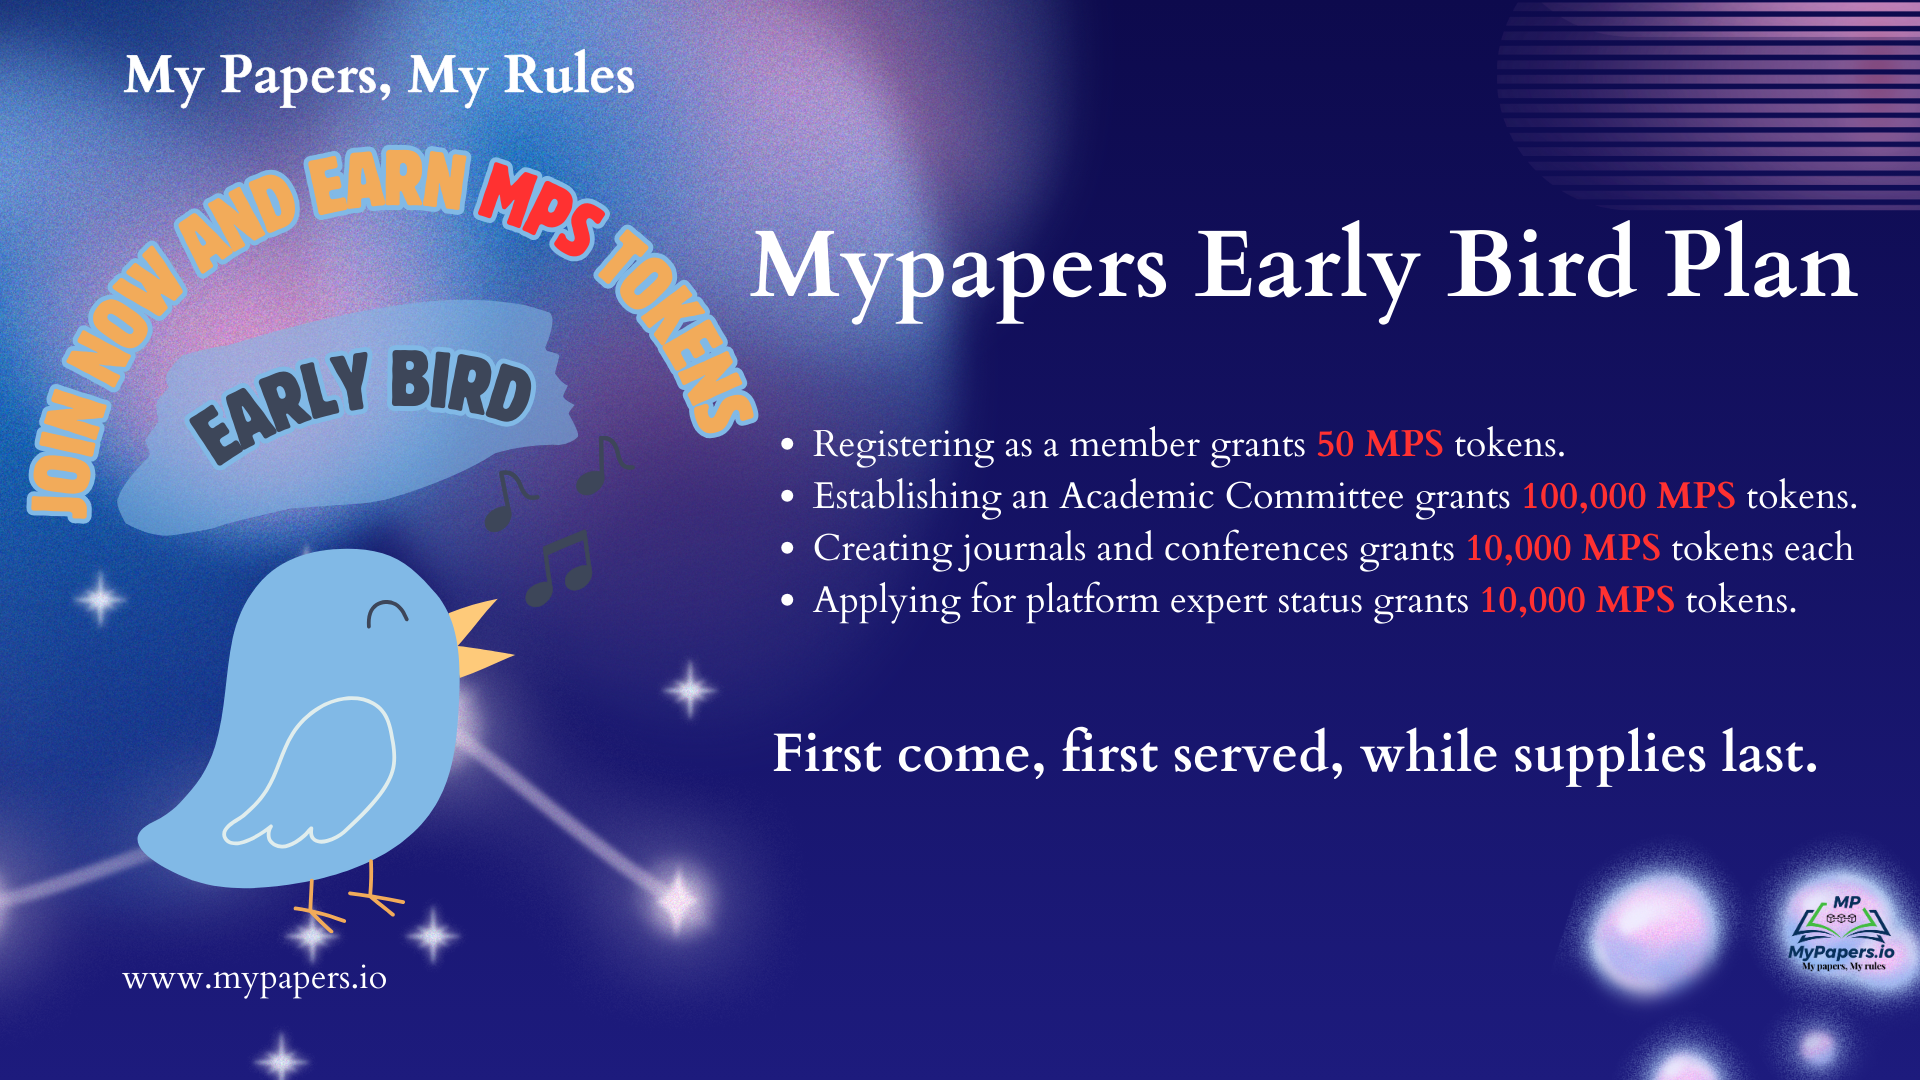 My Papers, My Rules
JOIN NOW AND EARN MPS TOKENS
EARLY BIRD
www.mypapers.io
Mypapers Early Bird Plan
• Registering as a member grants 50 MPS tokens.
• Establishing an Academic Committee grants 100,000 MPS tokens.
• Creating journals and conferences grants 10,000 MPS tokens each
• Applying for platform expert status grants 10,000 MPS tokens.
First come, first served, while supplies last.
MP
MyPapers.io
My papers, My rules